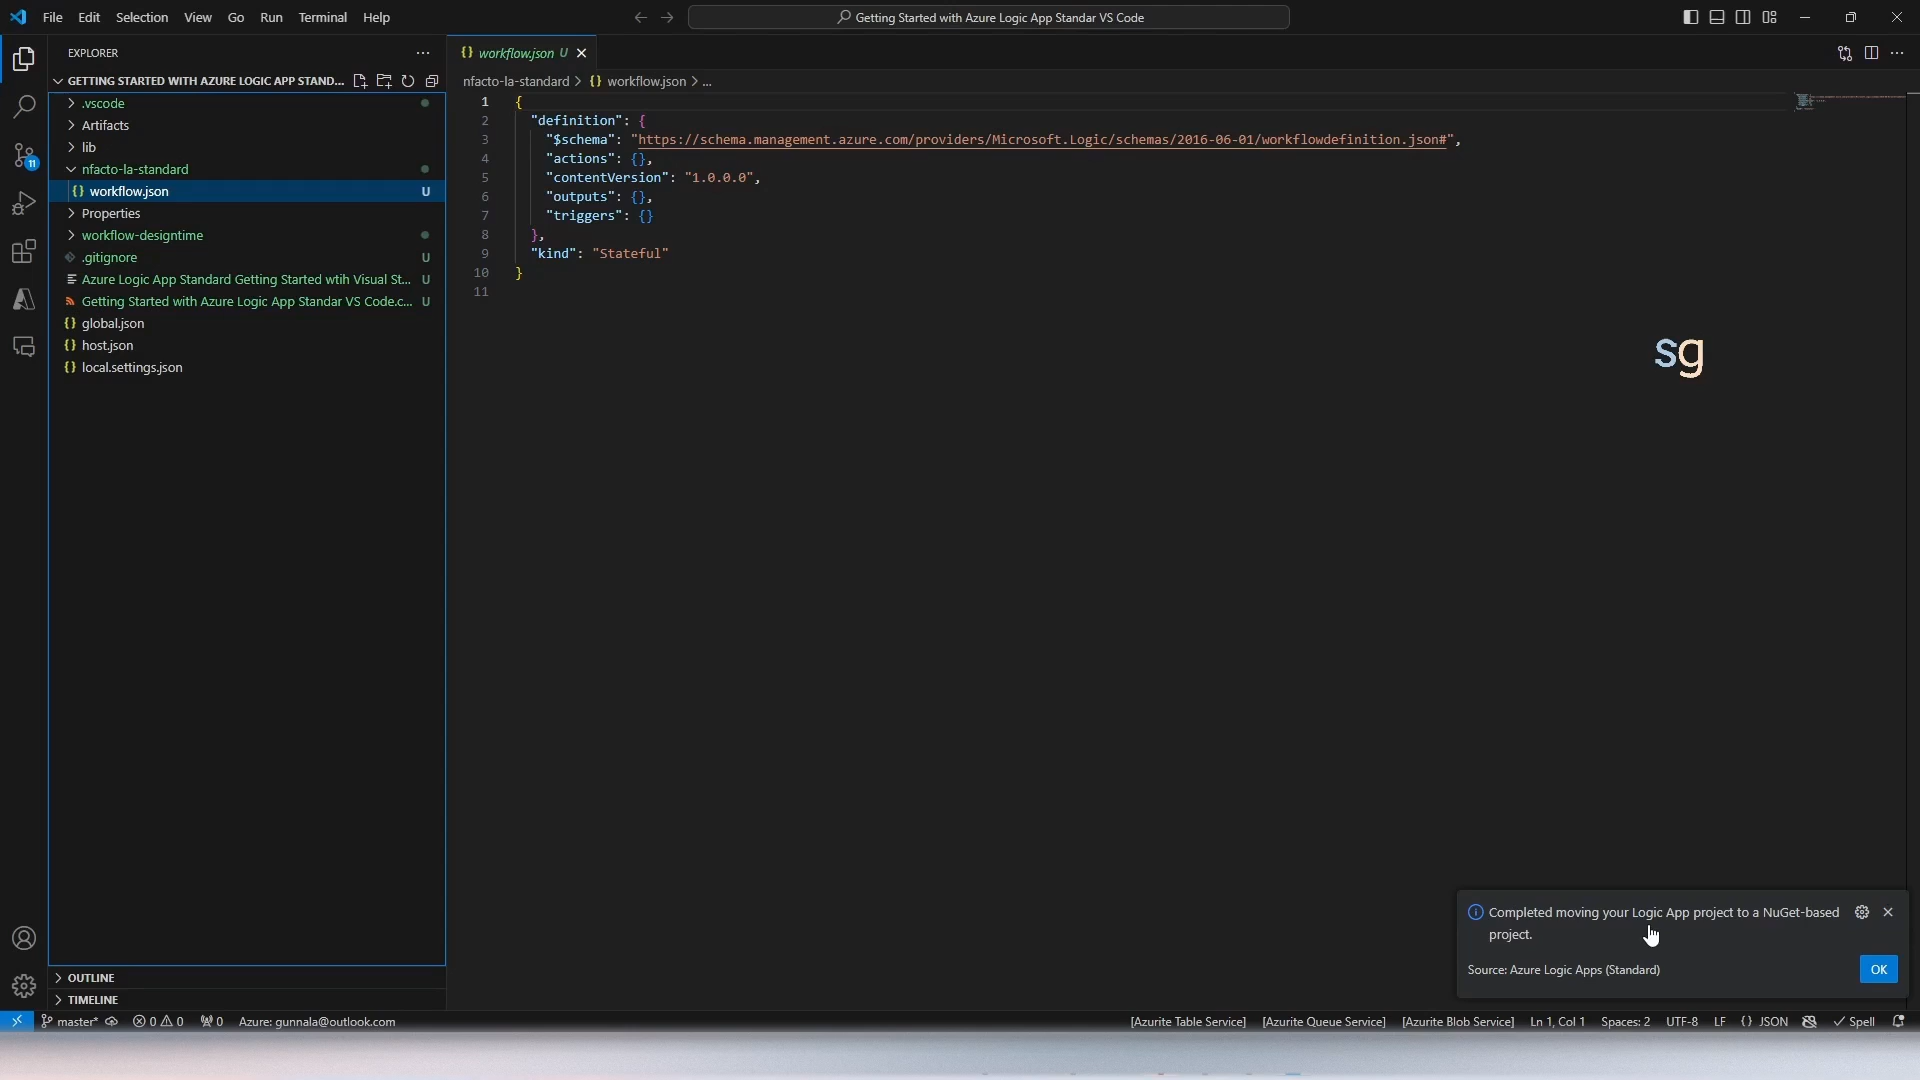 File Edit Selection View Go Run Terminal Help
Getting Started with Azure Logic App Standar VS Code
EXPLORER
GETTING STARTED WITH AZURE LOGIC APP STAND...
.vscode
Artifacts
lib
nfacto-la-standard
{} workflow.json U
Properties
workflow-designtime
.gitignore U
Azure Logic App Standard Getting Started wtih Visual St... U
Getting Started with Azure Logic App Standar VS Code.c... U
{} global.json
{} host.json
{} local.settings.json
OUTLINE
TIMELINE
11
{} workflow.json U
nfacto-la-standard > {} workflow.json > ...
1 {
2 "definition": {
3 "$schema": "https://schema.management.azure.com/providers/Microsoft.Logic/schemas/2016-06-01/workflowdefinition.json#",
4 "actions": {},
5 "contentVersion": "1.0.0.0",
6 "outputs": {},
7 "triggers": {}
8 },
9 "kind": "Stateful"
10 }
11
sg
Completed moving your Logic App project to a NuGet-based
project.
Source: Azure Logic Apps (Standard)
OK
master* 0 0 0 Azure: gunnala@outlook.com [Azurite Table Service] [Azurite Queue Service] [Azurite Blob Service] Ln 1, Col 1 Spaces: 2 UTF-8 LF {} JSON Spell